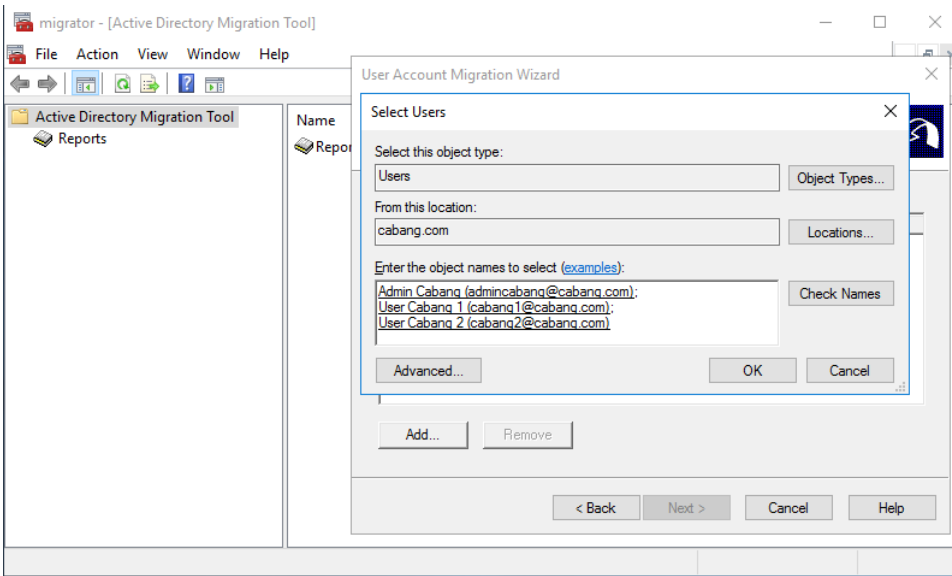 migrator - [Active Directory Migration Tool]
File Action View Window Help
Active Directory Migration Tool
Reports
Name
Repor
User Account Migration Wizard
Select Users
Select this object type:
Users
Object Types...
From this location:
cabang.com
Locations...
Enter the object names to select (examples):
Admin Cabang (admincabang@cabang.com);
User Cabang 1 (cabang1@cabang.com);
User Cabang 2 (cabang2@cabang.com)
Check Names
Advanced...
OK
Cancel
Add...
Remove
< Back
Next >
Cancel
Help